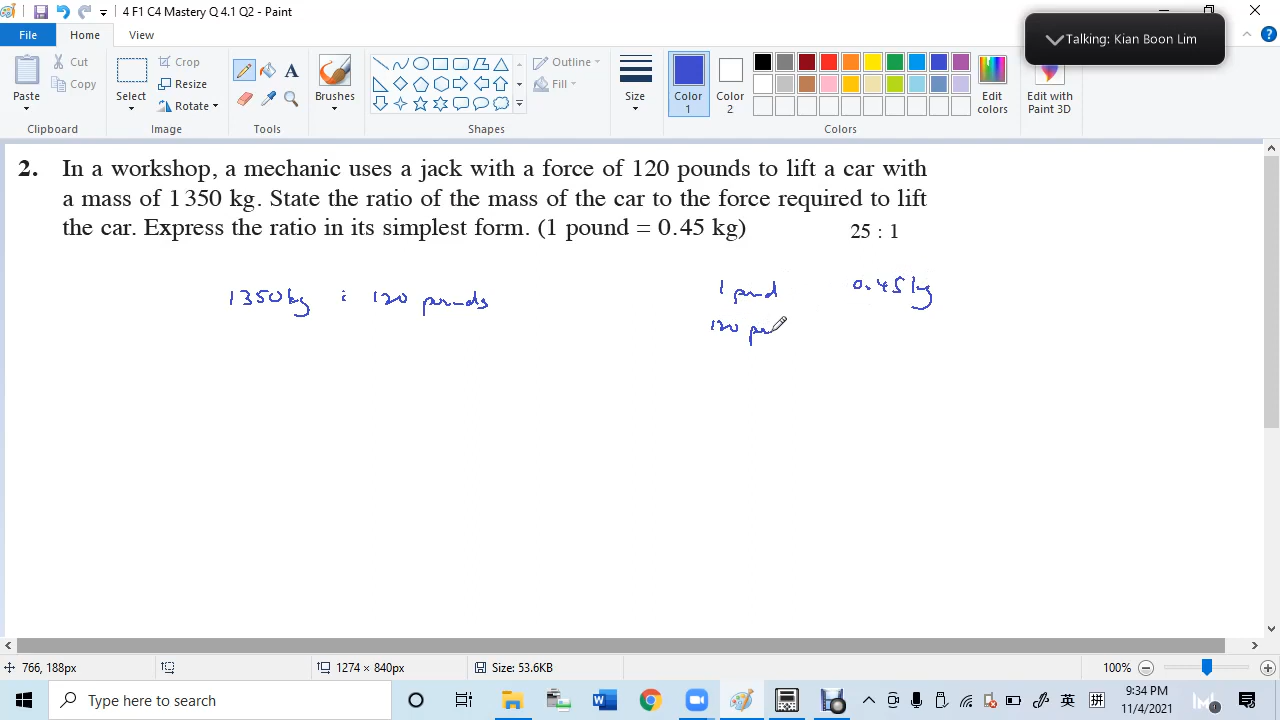 4 F1 C4 Mastery Q 4.1 Q2 - Paint
Talking: Kian Boon Lim
File Home View
Paste Cut Copy
Clipboard
Select Crop Resize Rotate
Image
Tools
Brushes
Shapes
Outline
Fill
Size
Color 1
Color 2
Colors
Edit colors
Edit with Paint 3D
2. In a workshop, a mechanic uses a jack with a force of 120 pounds to lift a car with
a mass of 1 350 kg. State the ratio of the mass of the car to the force required to lift
the car. Express the ratio in its simplest form. (1 pound = 0.45 kg)
25 : 1
1350 kg : 120 pounds
1 pound 0.45 kg
120
766, 188px
1274 × 840px
Size: 53.6KB
100%
Type here to search
英
拼
9:34 PM
11/4/2021